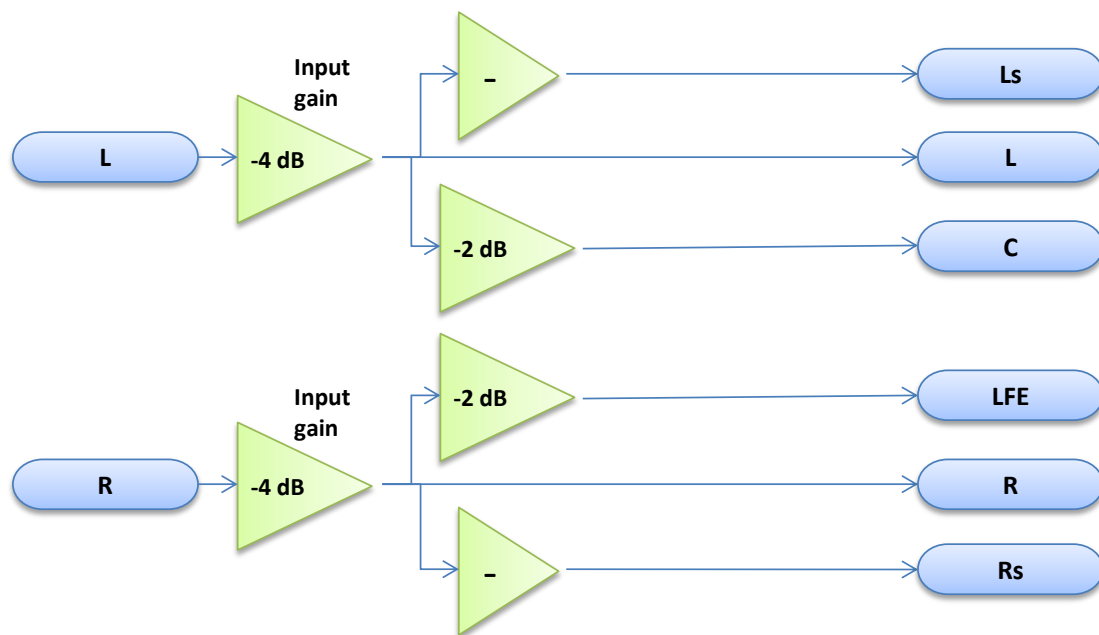 Input
gain
–
Ls
L
-4 dB
L
-2 dB
C
Input
gain
-2 dB
LFE
R
-4 dB
R
–
Rs